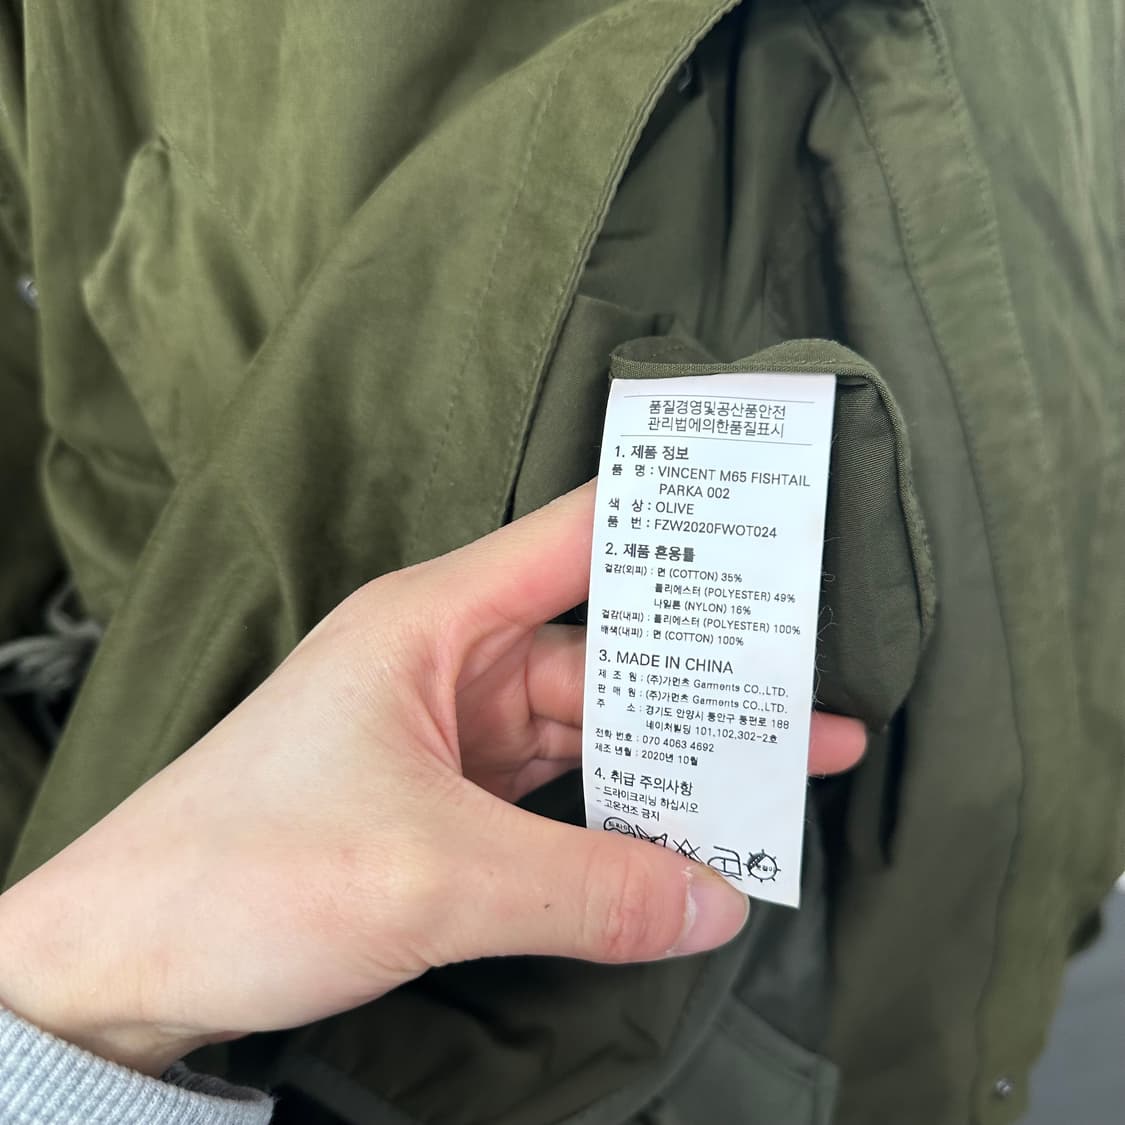 품질경영및공산품안전
관리법에의한품질표시
1. 제품 정보
품 명 : VINCENT M65 FISHTAIL
PARKA 002
색 상 : OLIVE
품 번 : FZW2020FWOT024
2. 제품 혼용률
겉감(외피) : 면 (COTTON) 35%
폴리에스터 (POLYESTER) 49%
나일론 (NYLON) 16%
겉감(내피) : 폴리에스터 (POLYESTER) 100%
배색(내피) : 면 (COTTON) 100%
3. MADE IN CHINA
제 조 원 : (주)가먼츠 Garments CO.,LTD.
판 매 원 : (주)가먼츠 Garments CO.,LTD.
주 소 : 경기도 안양시 동안구 동편로 188
네이처빌딩 101,102,302-2호
전화 번호 : 070 4063 4692
제조 년월 : 2020년 10월
4. 취급 주의사항
- 드라이크리닝 하십시오
- 고온건조 금지